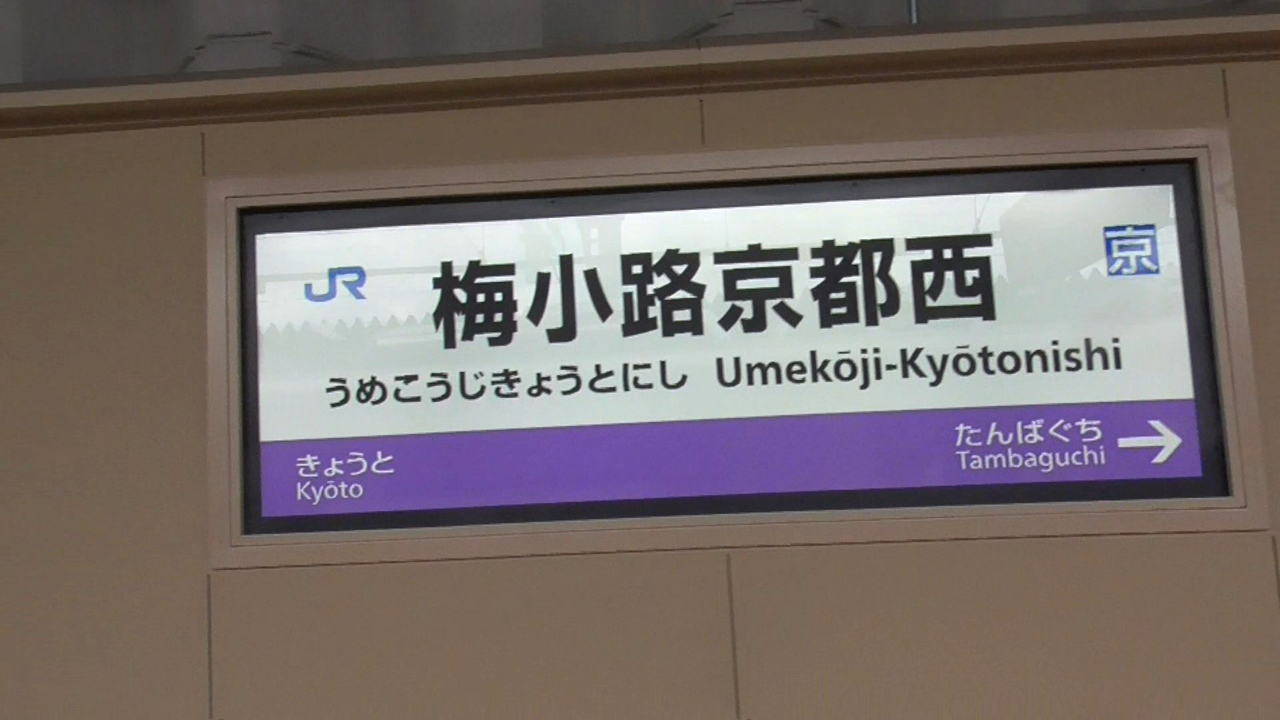 JR
梅小路京都西
京
うめこうじきょうとにし Umekōji-Kyōtonishi
きょうと
Kyōto
たんばぐち
Tambaguchi